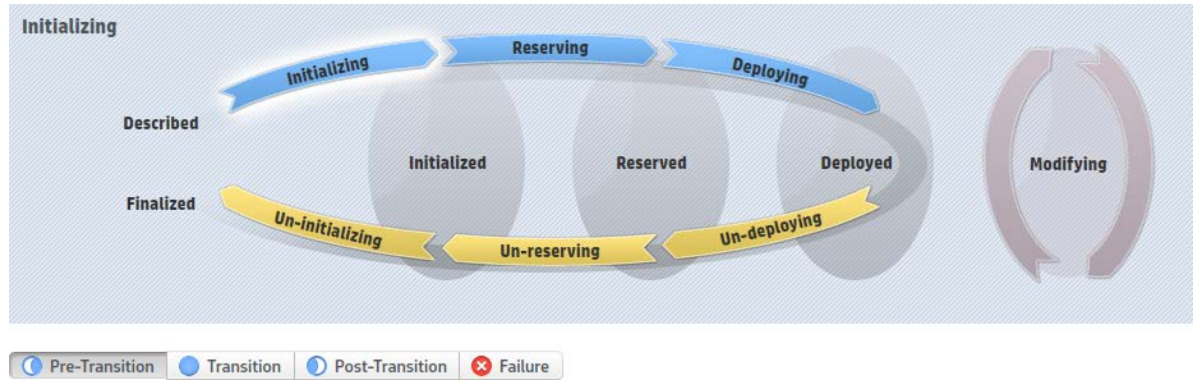 Initializing
Initializing
Reserving
Deploying
Described
Initialized
Reserved
Deployed
Modifying
Finalized
Un-initializing
Un-reserving
Un-deploying
Pre-Transition
Transition
Post-Transition
Failure